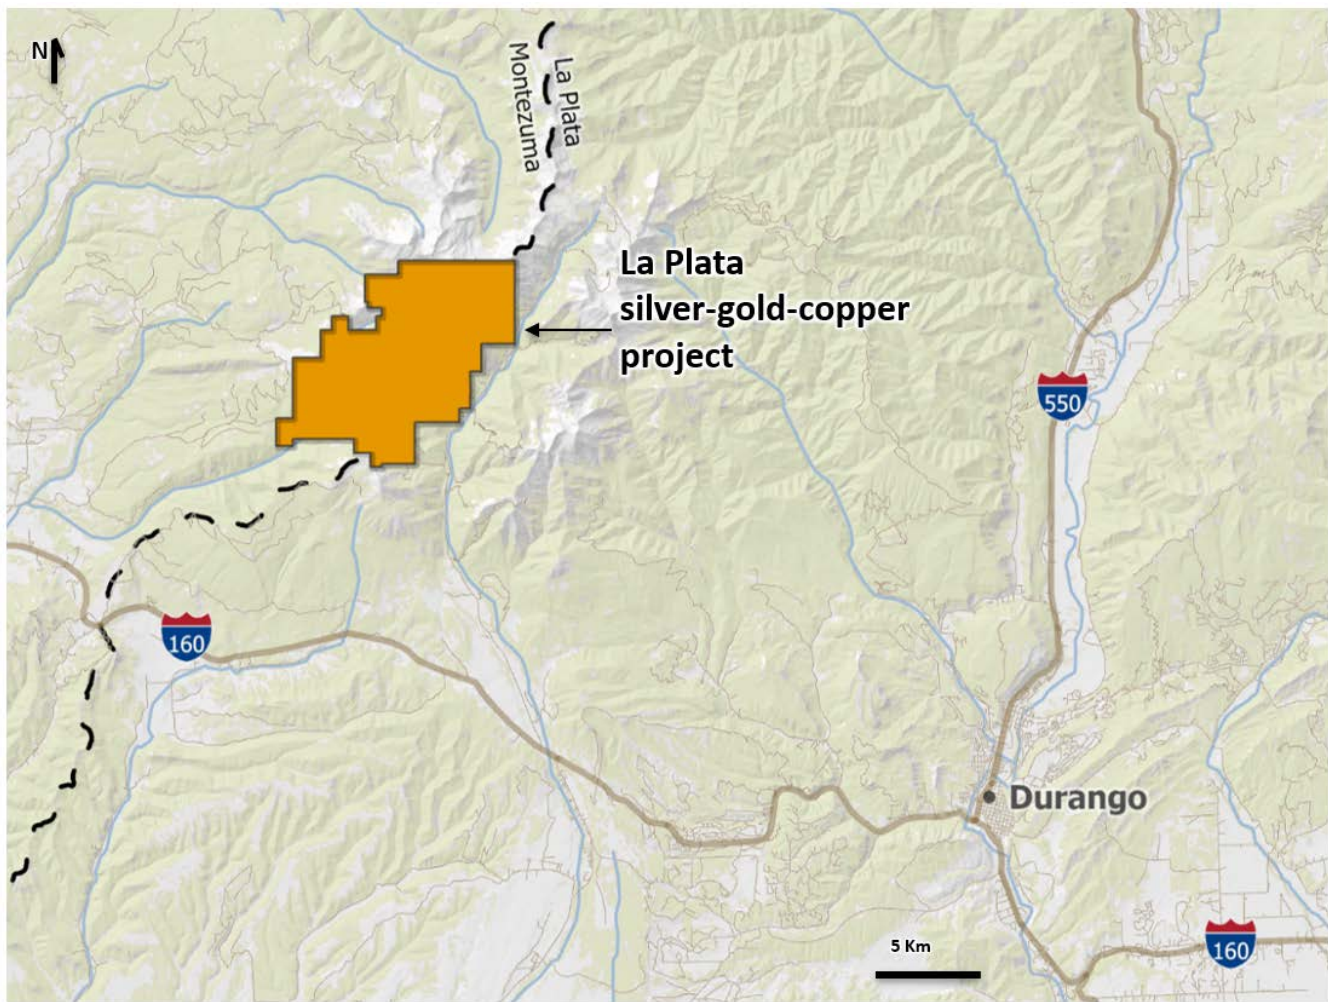 N
La Plata
Montezuma
La Plata
silver-gold-copper
project
550
160
Durango
5 Km
160